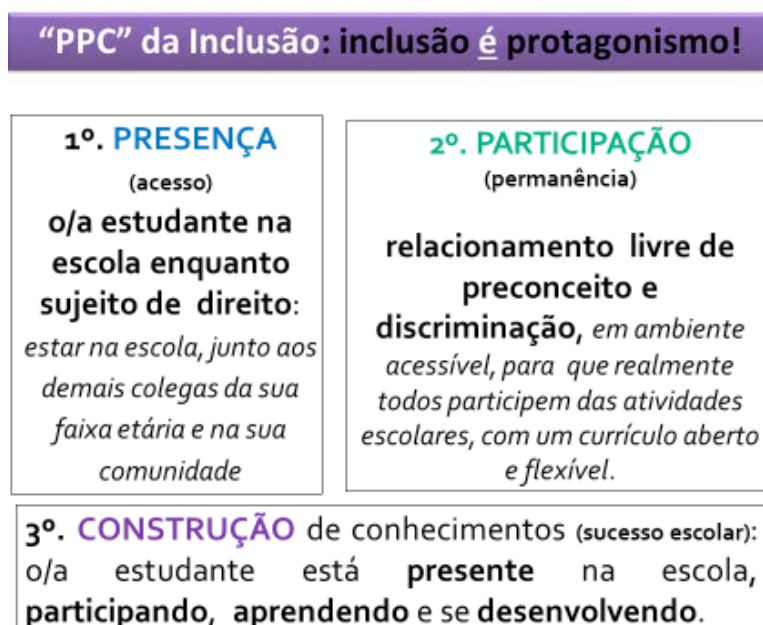 “PPC” da Inclusão: inclusão é protagonismo!
1º. PRESENÇA
(acesso)
o/a estudante na
escola enquanto
sujeito de direito:
estar na escola, junto aos
demais colegas da sua
faixa etária e na sua
comunidade
2º. PARTICIPAÇÃO
(permanência)
relacionamento livre de
preconceito e
discriminação, em ambiente
acessível, para que realmente
todos participem das atividades
escolares, com um currículo aberto
e flexível.
3º. CONSTRUÇÃO de conhecimentos (sucesso escolar):
o/a estudante está presente na escola,
participando, aprendendo e se desenvolvendo.